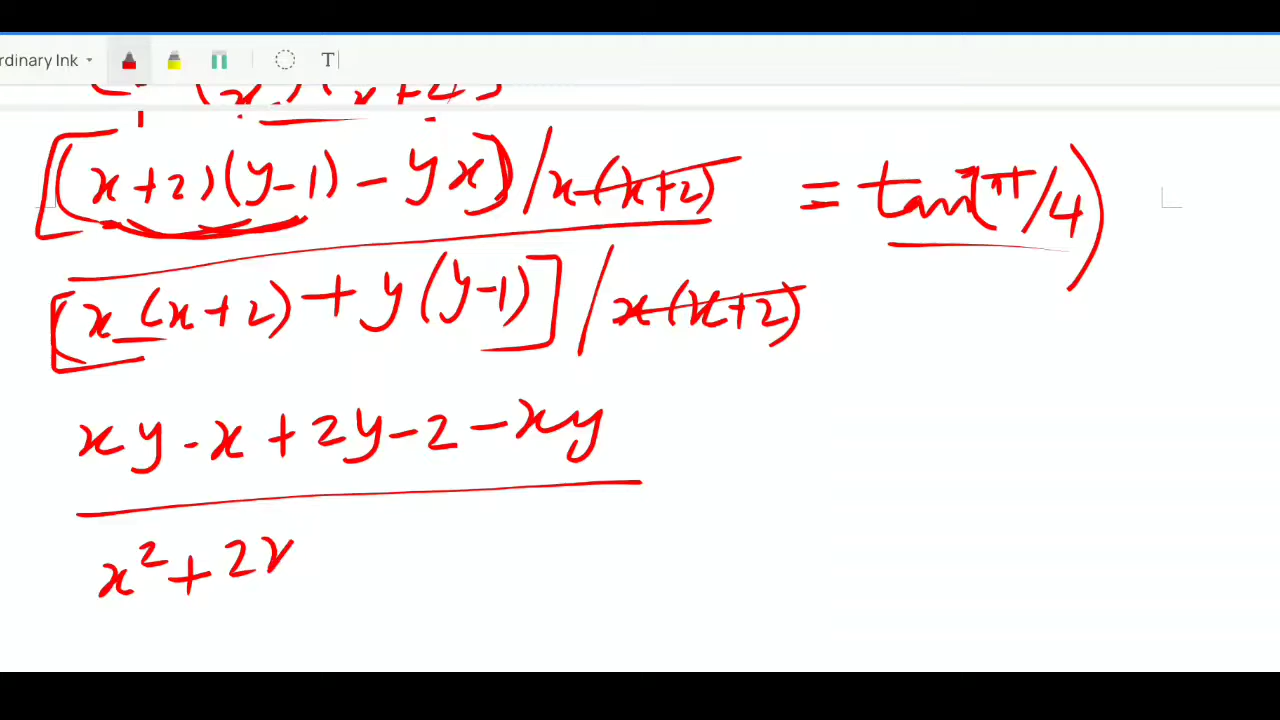 rdinary Ink T
[(x+2)(y-1) - yx] / x(x+2) = tan(π/4)
[x(x+2) + y(y-1)] / x(x+2)
xy - x + 2y - 2 - xy
x² + 2x